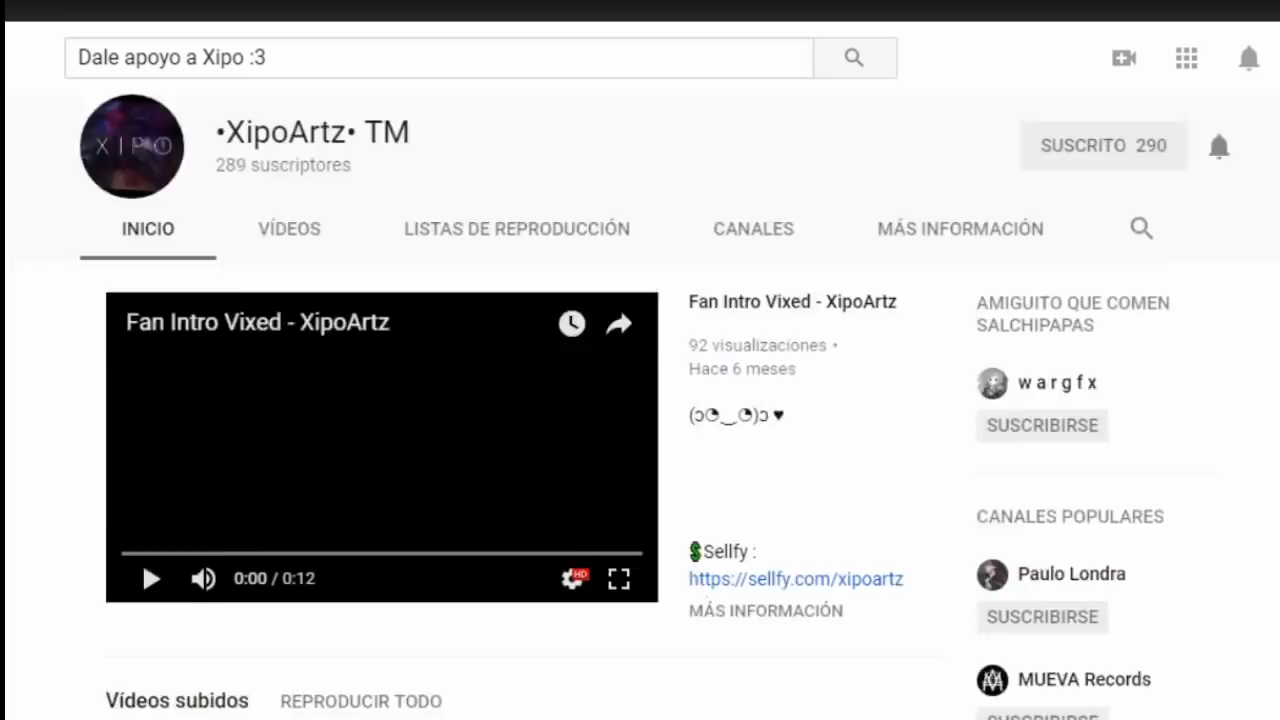 Dale apoyo a Xipo :3
XIPO
•XipoArtz• TM
289 suscriptores
SUSCRITO 290
INICIO
VÍDEOS
LISTAS DE REPRODUCCIÓN
CANALES
MÁS INFORMACIÓN
Fan Intro Vixed - XipoArtz
0:00 / 0:12
HD
Fan Intro Vixed - XipoArtz
92 visualizaciones •
Hace 6 meses
(ɔ◔‿◔)ɔ ♥
💲Sellfy :
https://sellfy.com/xipoartz
MÁS INFORMACIÓN
AMIGUITO QUE COMEN
SALCHIPAPAS
w a r g f x
SUSCRIBIRSE
CANALES POPULARES
Paulo Londra
SUSCRIBIRSE
MUEVA Records
SUSCRIBIRSE
Vídeos subidos
REPRODUCIR TODO